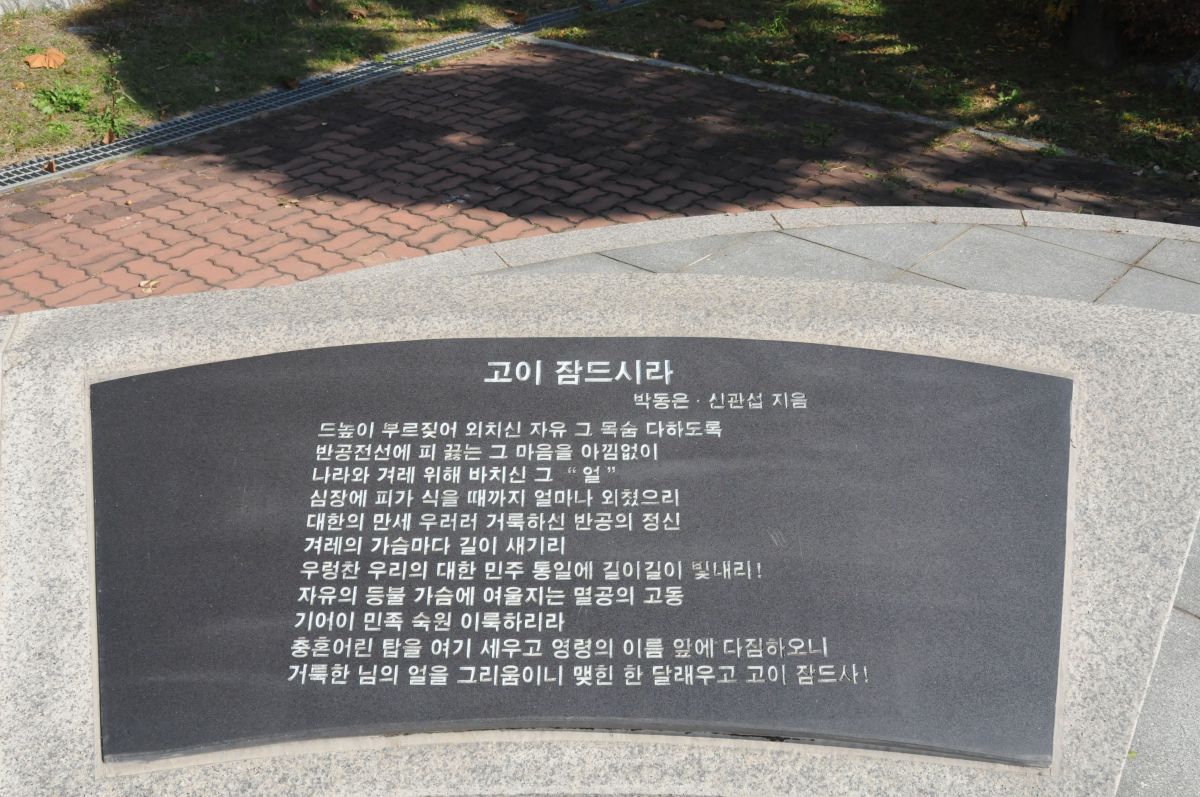 고이 잠드시라
박동은 · 신관섭 지음
드높이 부르짖어 외치신 자유 그 목숨 다하도록
반공전선에 피 끓는 그 마음을 아낌없이
나라와 겨레 위해 바치신 그 “얼”
심장에 피가 식을 때까지 얼마나 외쳤으리
대한의 만세 우러러 거룩하신 반공의 정신
겨레의 가슴마다 길이 새기리
우렁찬 우리의 대한 민주 통일에 길이길이 빛내리!
자유의 등불 가슴에 여울지는 멸공의 고동
기어이 민족 숙원 이룩하리라
충혼어린 탑을 여기 세우고 영령의 이름 앞에 다짐하오니
거룩한 님의 얼을 그리움이니 맺힌 한 달래우고 고이 잠드사!